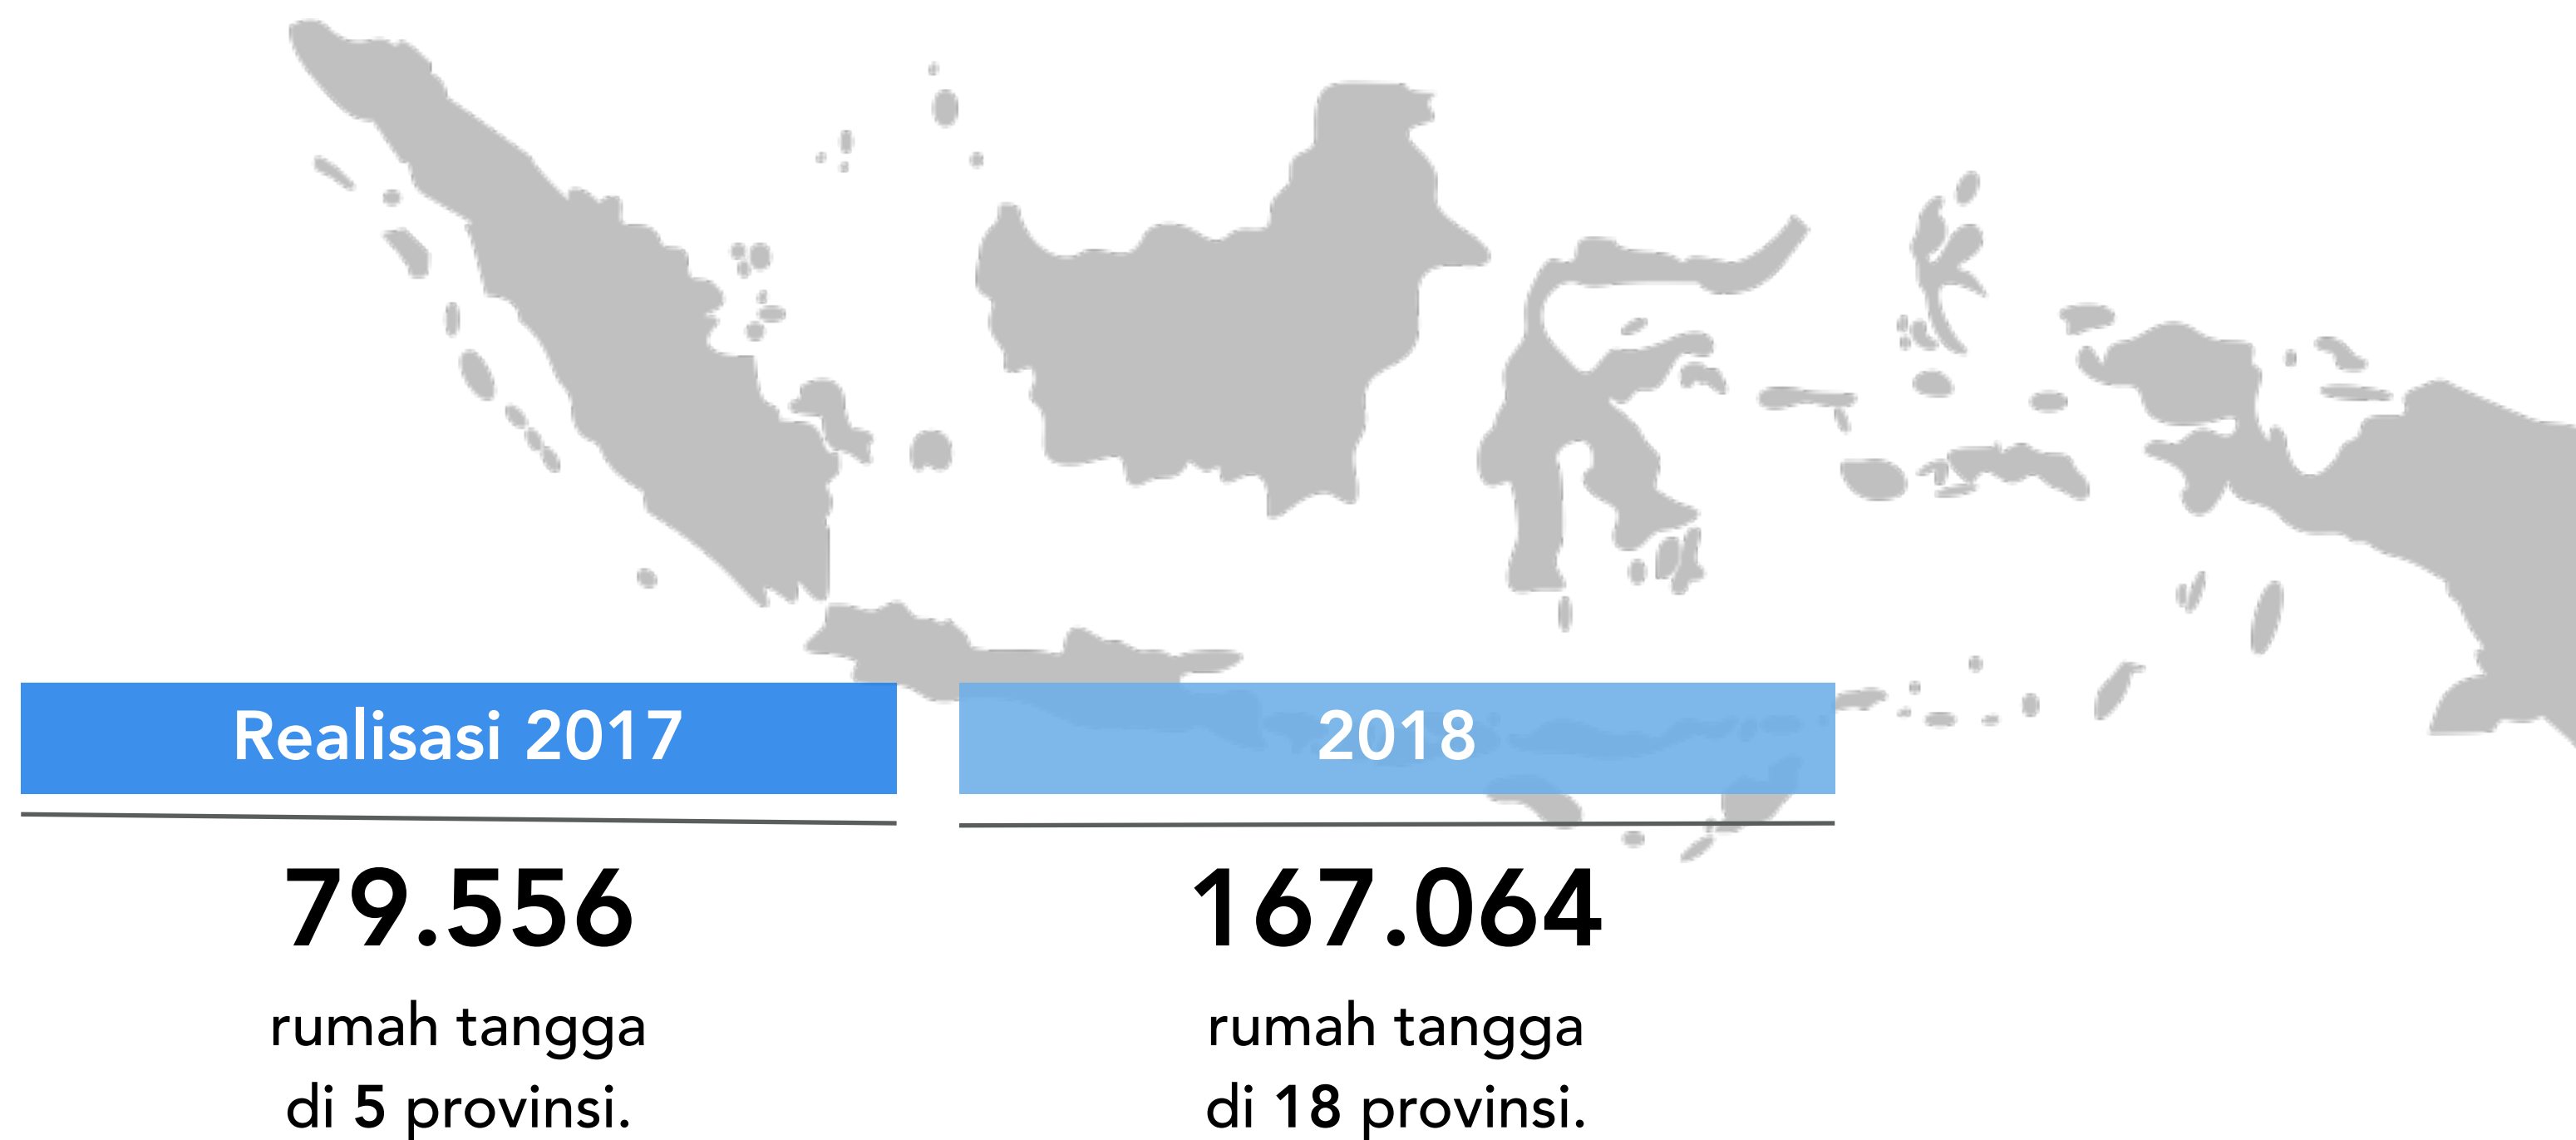 Realisasi 2017
79.556
rumah tangga
di 5 provinsi.
2018
167.064
rumah tangga
di 18 provinsi.